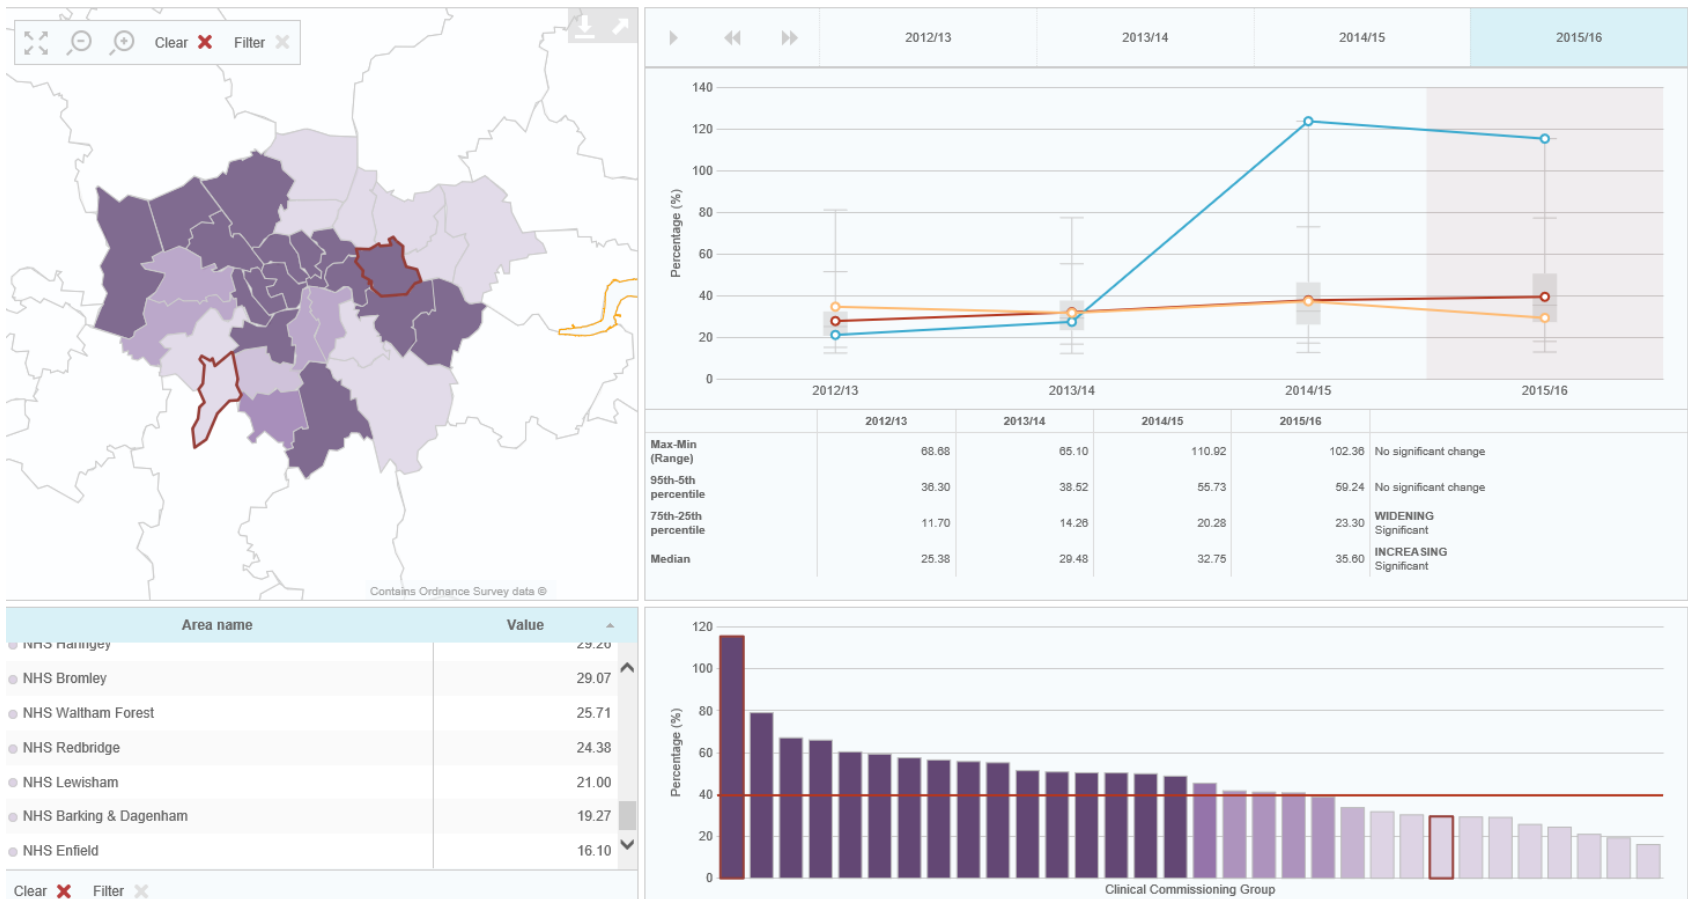 Clear
Filter
Contains Ordnance Survey data ©
2012/13 2013/14 2014/15 2015/16
140
120
100
80
60
40
20
0
Percentage (%)
2012/13 2013/14 2014/15 2015/16
2012/13 2013/14 2014/15 2015/16
Max-Min
(Range) 68.68 65.10 110.92 102.36 No significant change
95th-5th
percentile 36.30 38.52 55.73 59.24 No significant change
75th-25th
percentile 11.70 14.26 20.28 23.30 WIDENING
Significant
Median 25.38 29.48 32.75 35.60 INCREASING
Significant
Area name Value
NHS Haringey 29.26
NHS Bromley 29.07
NHS Waltham Forest 25.71
NHS Redbridge 24.38
NHS Lewisham 21.00
NHS Barking & Dagenham 19.27
NHS Enfield 16.10
Clear Filter
120
100
80
60
40
20
0
Percentage (%)
Clinical Commissioning Group